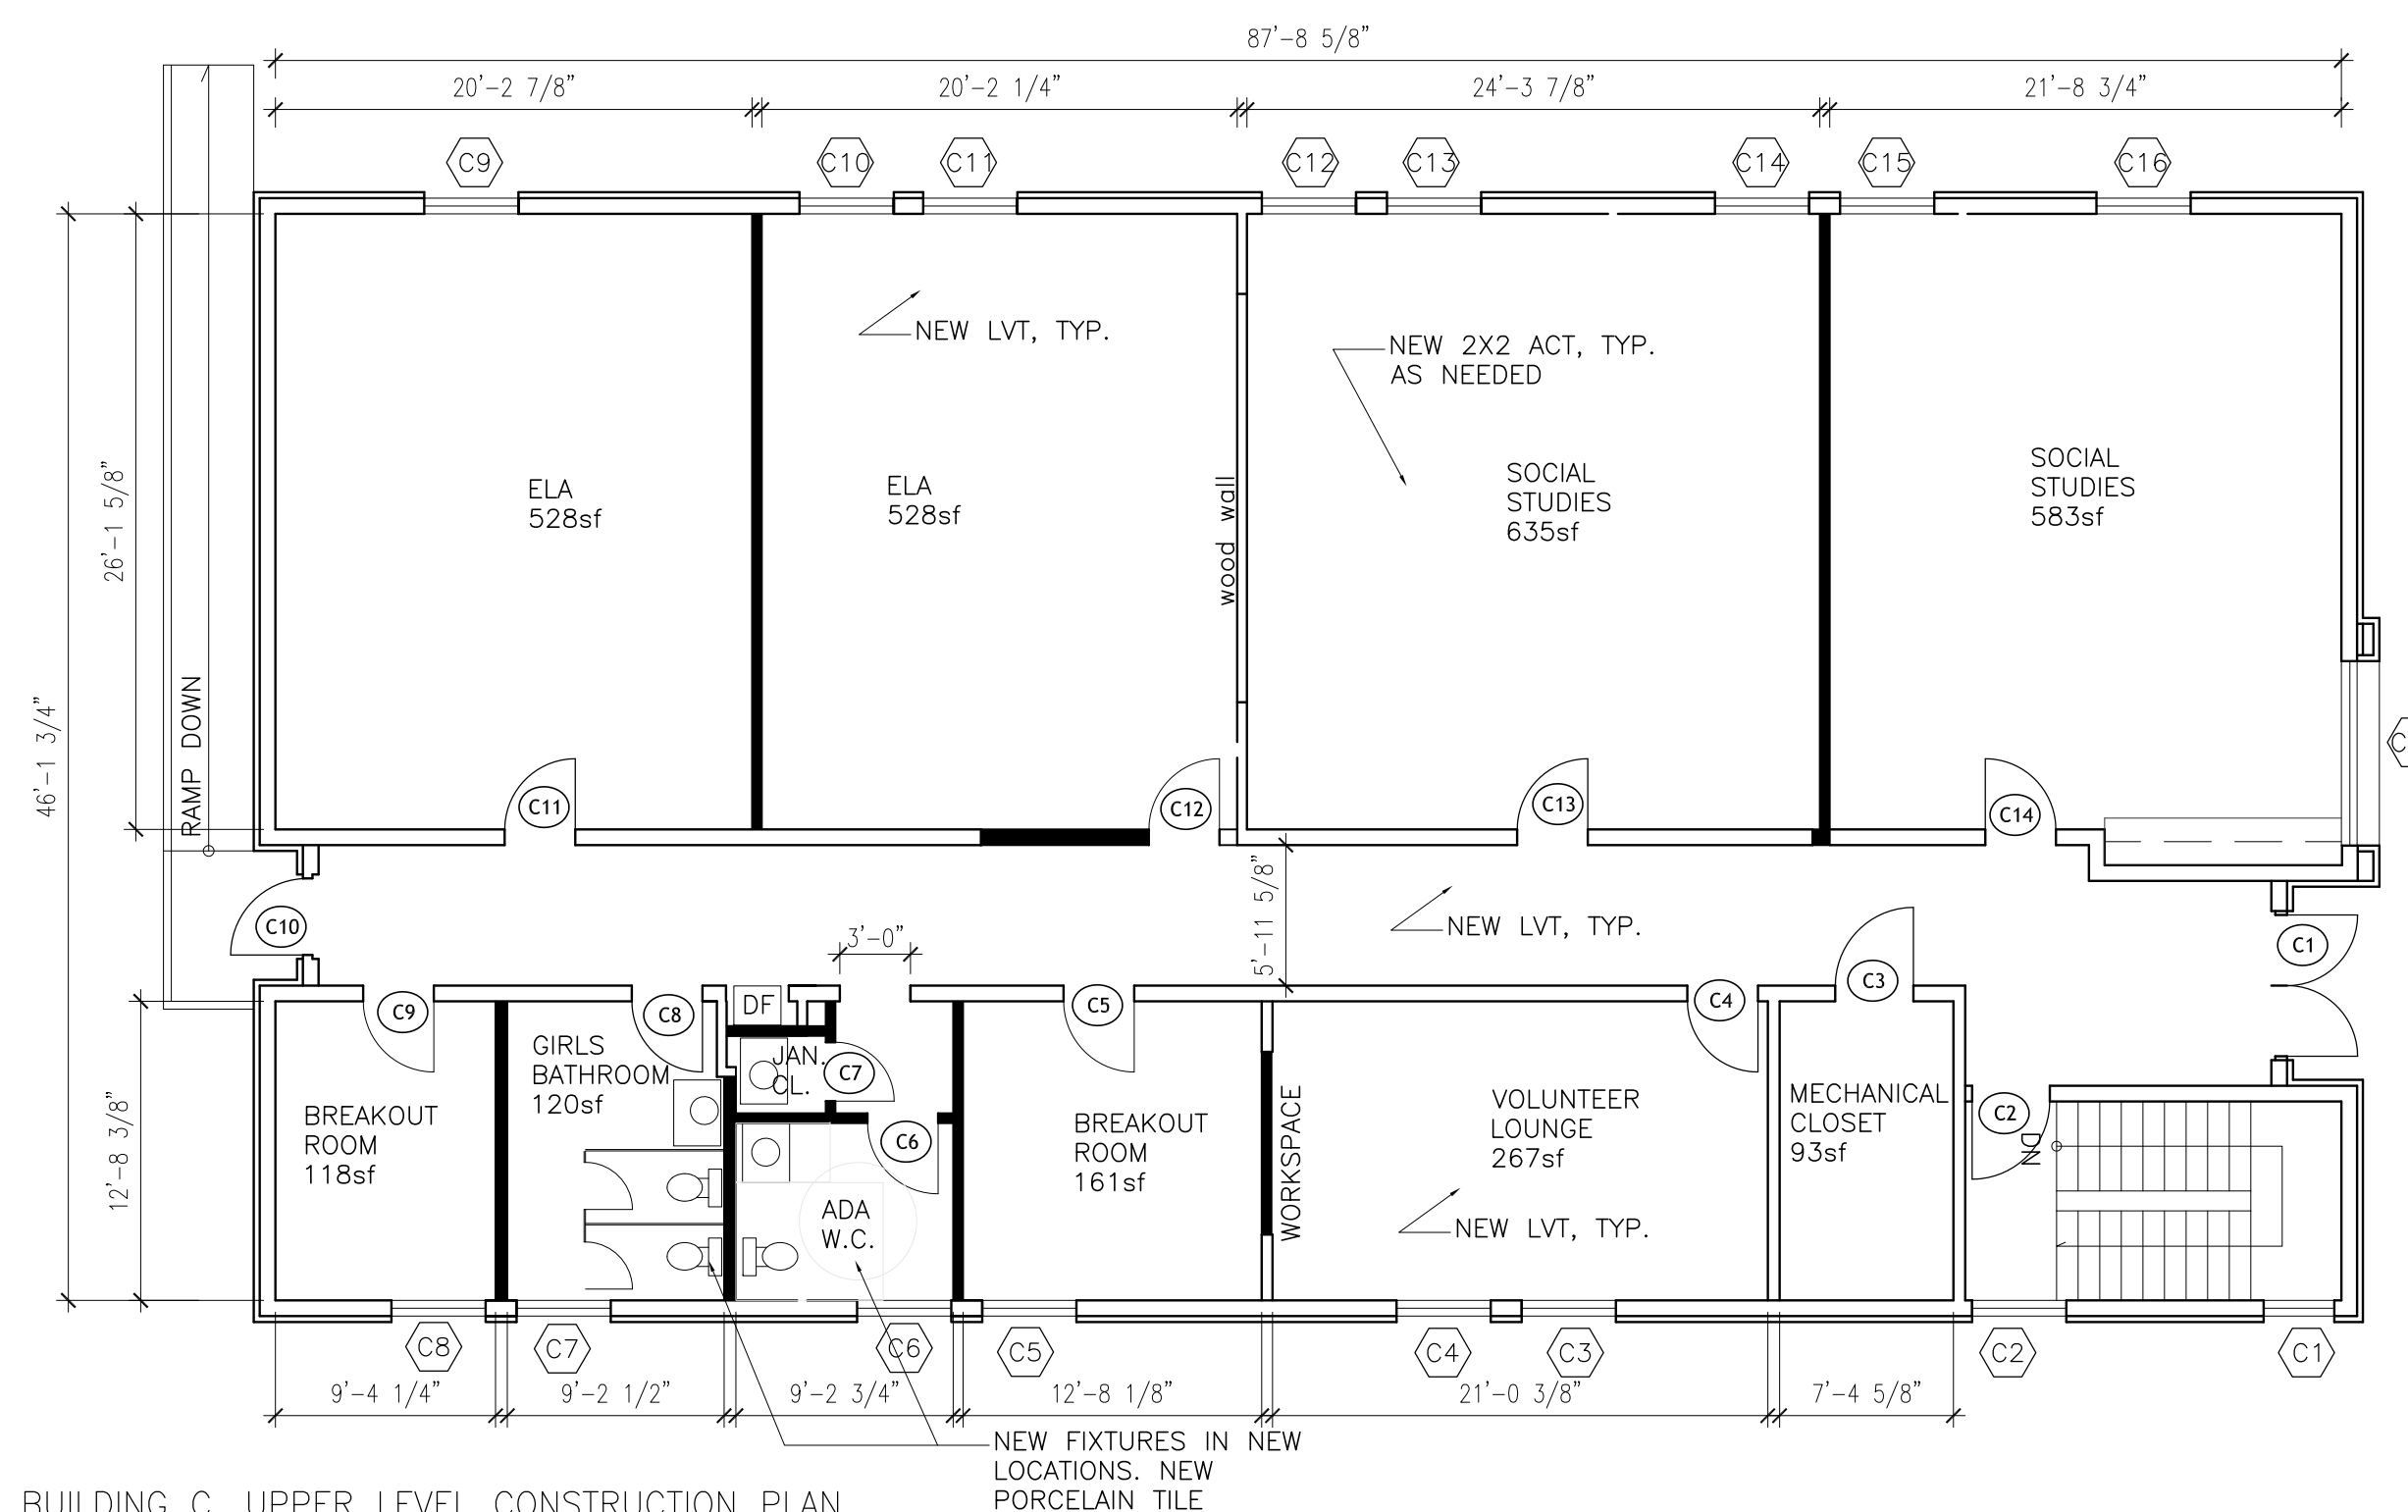 87'-8 5/8"
20'-2 7/8"
20'-2 1/4"
24'-3 7/8"
21'-8 3/4"
C9
C10
C11
C12
C13
C14
C15
C16
NEW LVT, TYP.
NEW 2X2 ACT, TYP.
AS NEEDED
ELA
528sf
ELA
528sf
wood wall
SOCIAL
STUDIES
635sf
SOCIAL
STUDIES
583sf
26'-1 5/8"
46'-1 3/4"
RAMP DOWN
C11
C12
C13
C14
C10
3'-0"
5'-11 5/8"
NEW LVT, TYP.
C1
C9
C8
DF
C5
C4
C3
GIRLS
BATHROOM
120sf
JAN.
CL.
C7
BREAKOUT
ROOM
118sf
C6
BREAKOUT
ROOM
161sf
WORKSPACE
VOLUNTEER
LOUNGE
267sf
MECHANICAL
CLOSET
93sf
C2
DN
12'-8 3/8"
ADA
W.C.
NEW LVT, TYP.
C8
C7
C6
C5
C4
C3
C2
C1
9'-4 1/4"
9'-2 1/2"
9'-2 3/4"
12'-8 1/8"
21'-0 3/8"
7'-4 5/8"
NEW FIXTURES IN NEW
LOCATIONS. NEW
PORCELAIN TILE
BUILDING C UPPER LEVEL CONSTRUCTION PLAN